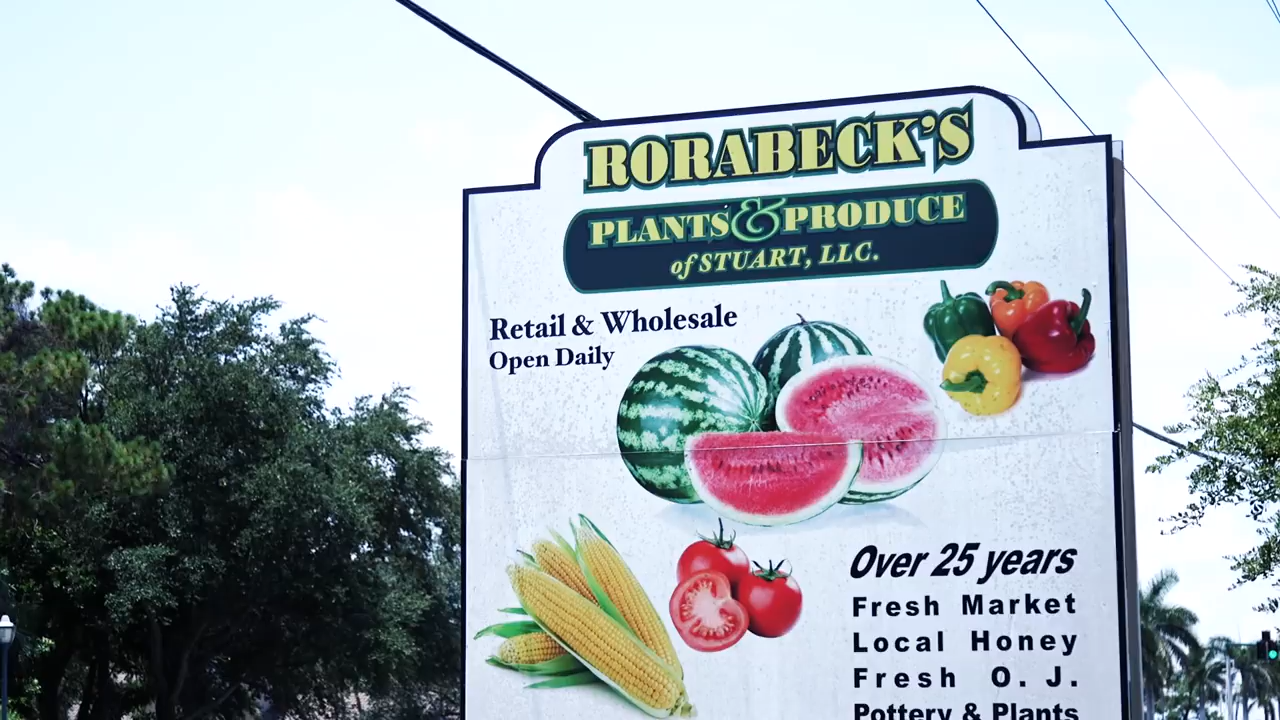 RORABECK'S
PLANTS & PRODUCE
of STUART, LLC.
Retail & Wholesale
Open Daily
Over 25 years
Fresh Market
Local Honey
Fresh O. J.
Pottery & Plants